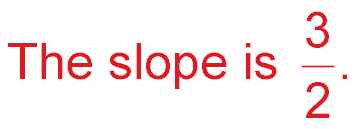 The slope is 3/2.